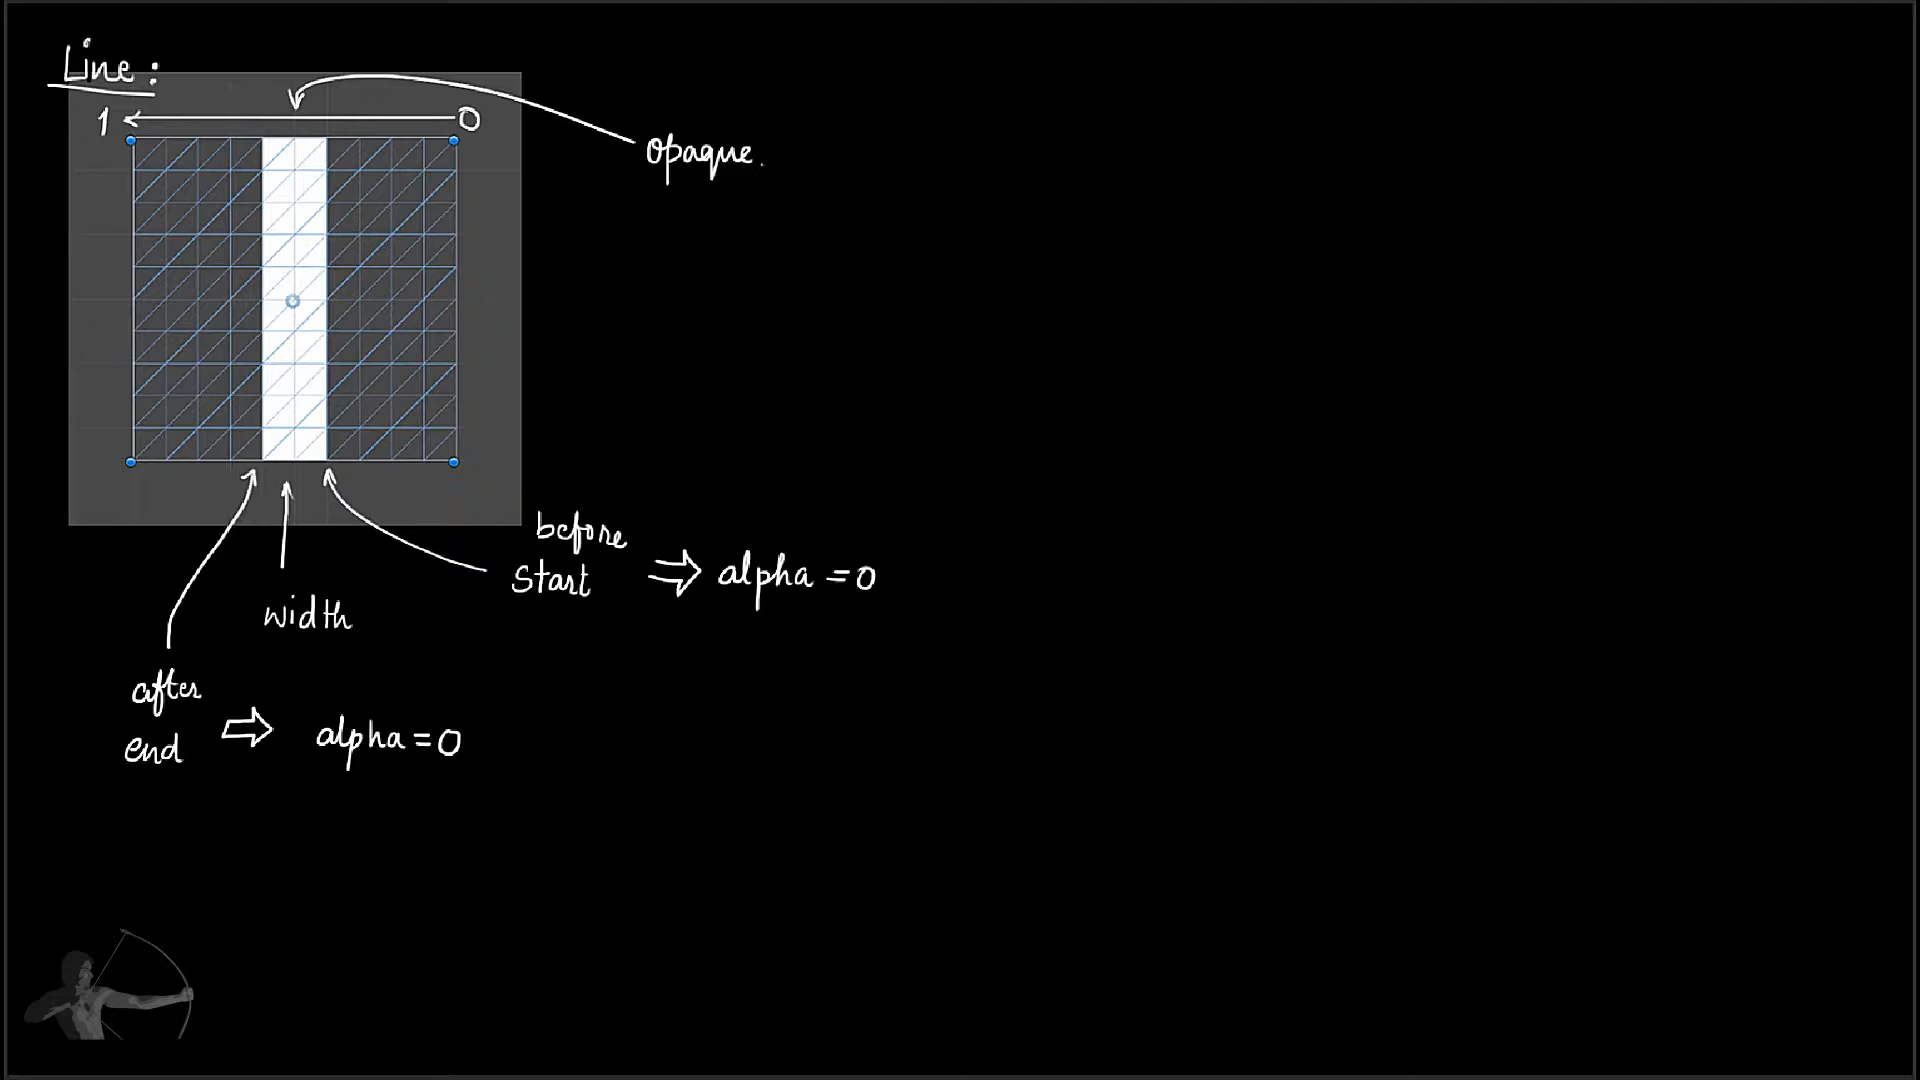 Line:
1 0
opaque.
before
start ⇒ alpha = 0
width
after
end ⇒ alpha = 0